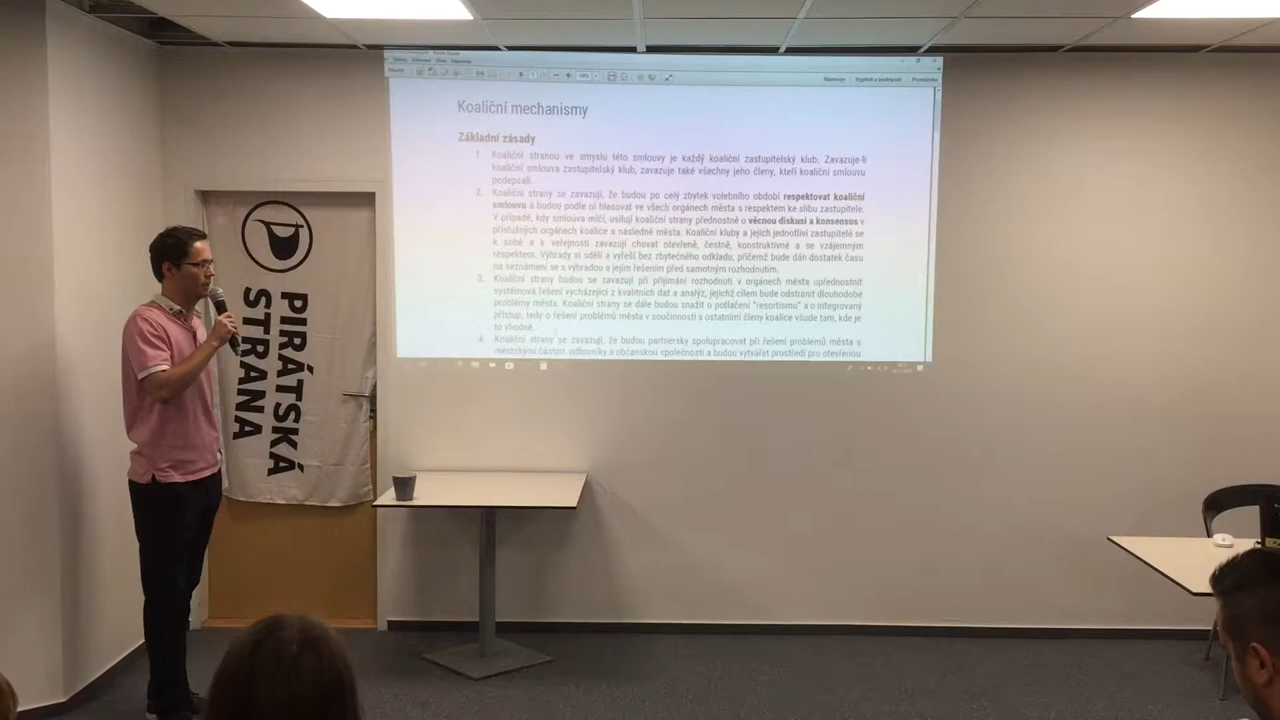 Nástroje Vyplnit a podepsat Poznámka
Koaliční mechanismy
Základní zásady
1. Koaliční stranou ve smyslu této smlouvy je každý koaliční zastupitelský klub. Zavazuje-li
koaliční smlouva zastupitelský klub, zavazuje také všechny jeho členy, kteří koaliční smlouvu
podepsali.
2. Koaliční strany se zavazují, že budou po celý zbytek volebního období respektovat koaliční
smlouvu a budou podle ní hlasovat ve všech orgánech města s respektem ke slibu zastupitele.
V případě, kdy smlouva mlčí, usilují koaliční strany přednostně o věcnou diskusi a konsensus v
příslušných orgánech koalice a následně města. Koaliční kluby a jejich jednotliví zastupitelé se
k sobě a k veřejnosti zavazují chovat otevřeně, čestně, konstruktivně a se vzájemným
respektem. Výhrady si sdělí a vyřeší bez zbytečného odkladu, přičemž bude dán dostatek času
na seznámení se s výhradou a jejím řešením před samotným rozhodnutím.
3. Koaliční strany budou se zavazují při přijímání rozhodnutí v orgánech města upřednostnit
systémová řešení vycházející z kvalitních dat a analýz, jejichž cílem bude odstranit dlouhodobé
problémy města. Koaliční strany se dále budou snažit o potlačení "resortismu" a o integrovaný
přístup, tedy o řešení problémů města v součinnosti s ostatními členy koalice všude tam, kde je
to vhodné.
4. Koaliční strany se zavazují, že budou partnersky spolupracovat při řešení problémů města s
městskými částmi, odborníky a občanskou společností a budou vytvářet prostředí pro otevřenou
PIRÁTSKÁ
STRANA